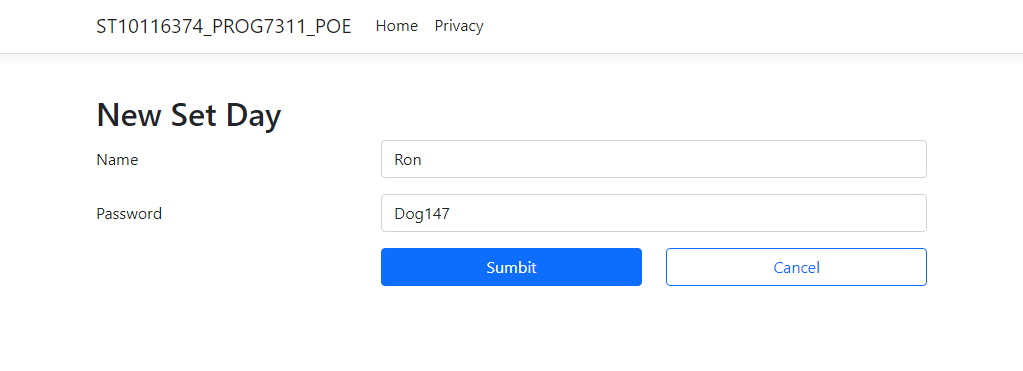 ST10116374_PROG7311_POE Home Privacy
New Set Day
Name Ron
Password Dog147
Sumbit Cancel